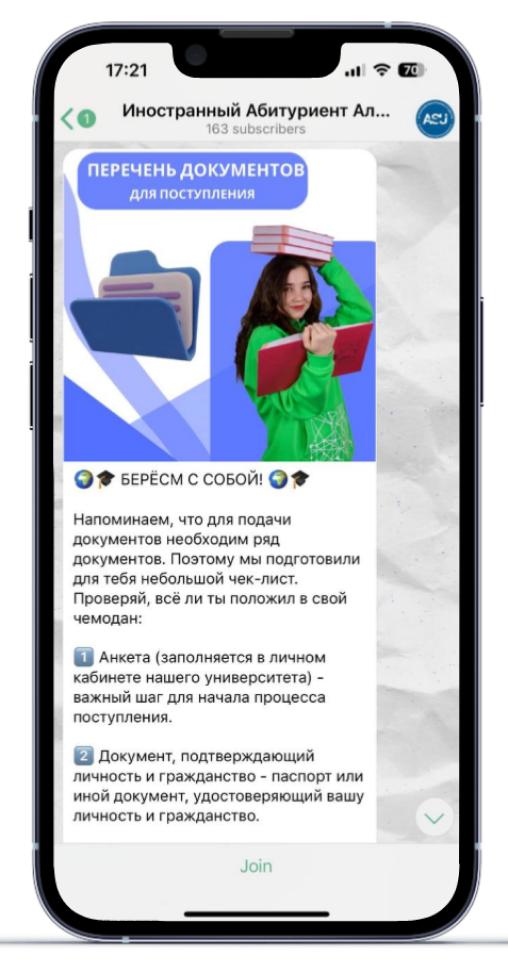 17:21
70
1
Иностранный Абитуриент Ал...
163 subscribers
ASU
ПЕРЕЧЕНЬ ДОКУМЕНТОВ
ДЛЯ ПОСТУПЛЕНИЯ
🌍🎓 БЕРЁСМ С СОБОЙ! 🌍🎓
Напоминаем, что для подачи
документов необходим ряд
документов. Поэтому мы подготовили
для тебя небольшой чек-лист.
Проверяй, всё ли ты положил в свой
чемодан:
1️⃣ Анкета (заполняется в личном
кабинете нашего университета) -
важный шаг для начала процесса
поступления.
2️⃣ Документ, подтверждающий
личность и гражданство - паспорт или
иной документ, удостоверяющий вашу
личность и гражданство.
Join